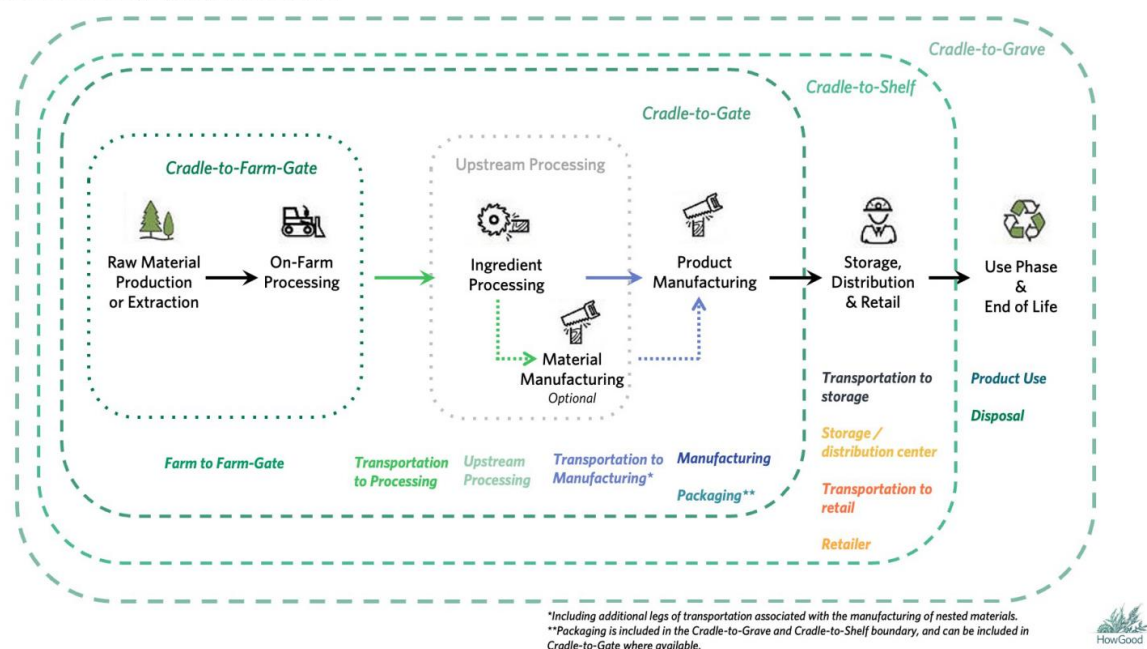 Cradle-to-Grave
Cradle-to-Shelf
Cradle-to-Gate
Cradle-to-Farm-Gate
Upstream Processing
Raw Material
Production
or Extraction
On-Farm
Processing
Ingredient
Processing
Material
Manufacturing
Optional
Product
Manufacturing
Storage,
Distribution
& Retail
Use Phase
&
End of Life
Farm to Farm-Gate
Transportation
to Processing
Upstream
Processing
Transportation to
Manufacturing*
Manufacturing
Packaging**
Transportation to
storage
Storage /
distribution center
Transportation to
retail
Retailer
Product Use
Disposal
*Including additional legs of transportation associated with the manufacturing of nested materials.
**Packaging is included in the Cradle-to-Grave and Cradle-to-Shelf boundary, and can be included in
Cradle-to-Gate where available.
HowGood